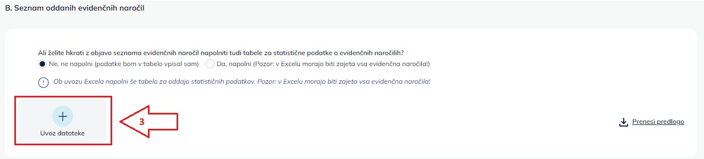 B. Seznam oddanih evidenčnih naročil
Ali želite hkrati z objavo seznama evidenčnih naročil napolniti tudi tabele za statistične podatke o evidenčnih naročilih?
Ne, ne napolni (podatke bom v tabelo vpisal sam) Da, napolni (Pozor: v Excelu morajo biti zajeta vsa evidenčna naročila!)
Ob uvozu Excela napolni še tabelo za oddajo statističnih podatkov. Pozor: v Excelu morajo biti zajeta vsa evidenčna naročila!
3
Uvoz datoteke
Prenesi predlogo